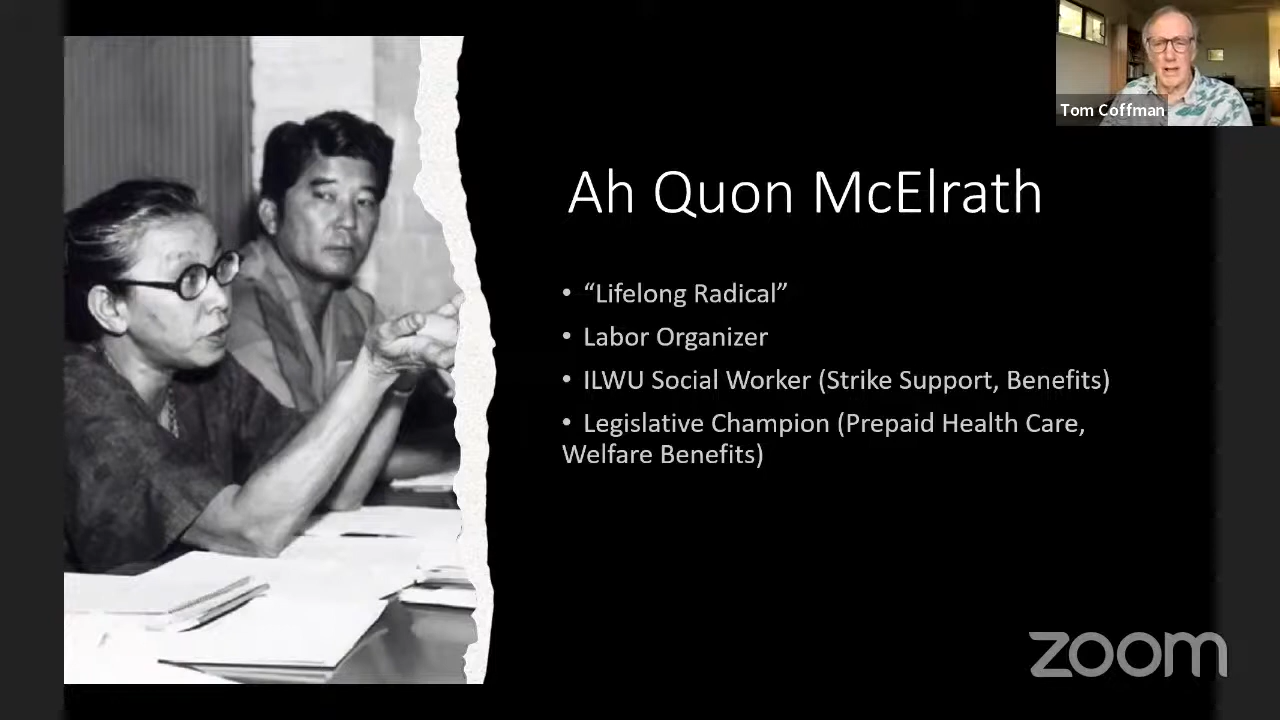 Tom Coffman
Ah Quon McElrath
• “Lifelong Radical”
• Labor Organizer
• ILWU Social Worker (Strike Support, Benefits)
• Legislative Champion (Prepaid Health Care,
Welfare Benefits)
zoom